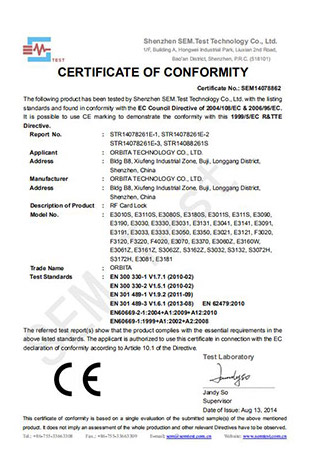 SEM
TEST
Shenzhen SEM.Test Technology Co., Ltd.
1/F, Building A, Hongwei Industrial Park, Liuxian 2nd Road,
Bao'an District, Shenzhen, P.R.C. (518101)
CERTIFICATE OF CONFORMITY
Certificate No.: SEM14078862
The following product has been tested by Shenzhen SEM.Test Technology Co., Ltd. with the listing
standards and found in conformity with the EC Council Directive of 2004/108/EC & 2006/95/EC.
It is possible to use CE marking to demonstrate the conformity with this 1999/5/EC R&TTE
Directive.
Report No. : STR14078261E-1, STR14078261E-2
STR14078261E-3, STR14088261S
Applicant : ORBITA TECHNOLOGY CO., LTD.
Address : Bldg B8, Xiufeng Industrial Zone, Buji, Longgang District,
Shenzhen, China
Manufacturer : ORBITA TECHNOLOGY CO., LTD.
Address : Bldg B8, Xiufeng Industrial Zone, Buji, Longgang District,
Shenzhen, China
Description of Product : RF Card Lock
Model No. : E3010S, E3110S, E3080S, E3180S, E3011S, E311S, E3090,
E3190, E3030, E3330, E3031, E3131, E3041, E3141, E3091,
E3191, E3033, E3333, E3050, E3350, E3021, E3121, F3020,
F3120, F3220, F4020, E3070, E3370, E3060Z, E3160W,
E3061Z, E3161Z, S3062, S3162, S3032, S3132, S3072H,
S3172H, E3081, E3181
Trade Name : ORBITA
Test Standards : EN 300 330-1 V1.7.1 (2010-02)
EN 300 330-2 V1.5.1 (2010-02)
EN 301 489-1 V1.9.2 (2011-09)
EN 301 489-3 V1.6.1 (2013-08) EN 62479:2010
EN60669-2-1:2004+A1:2009+A12:2010
EN60669-1:1999+A1:2002+A2:2008
The referred test report(s) show that the product complies with the essential requirements in the
above listed standards. The applicant is authorized to use this certificate in connection with the EC
declaration of conformity according to Article 10.1 of the Directive.
Test Laboratory
CE
Jandy So
Jandy So
Supervisor
Date of Issue: Aug 13, 2014
This certificate of conformity is based on a single evaluation of the submitted sample(s) of the above mentioned
product. It does not imply an assessment of the whole production and other relevant Directives have to be observed.
Tel.: +86-755-33663308 Fax.: +86-755-33663309 E-mail: sem@semtest.com.cn Website: www.semtest.com.cn